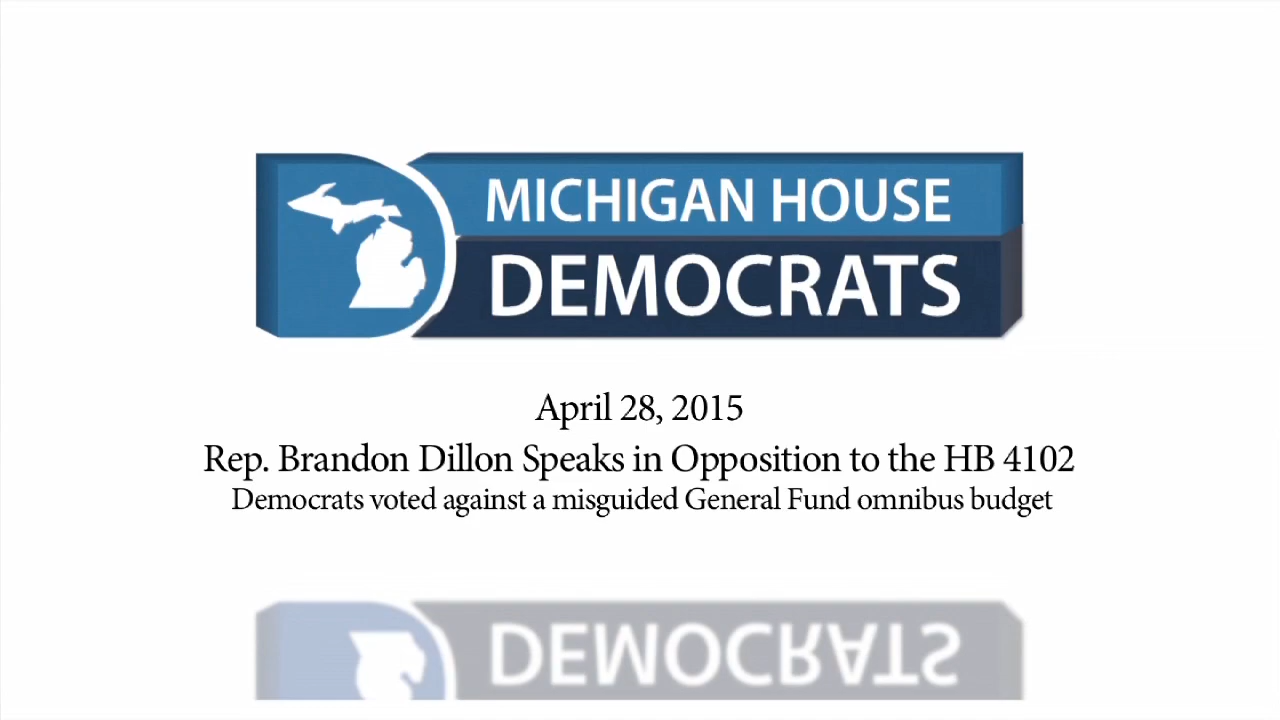 MICHIGAN HOUSE
DEMOCRATS
April 28, 2015
Rep. Brandon Dillon Speaks in Opposition to the HB 4102
Democrats voted against a misguided General Fund omnibus budget
DEMOCRATS